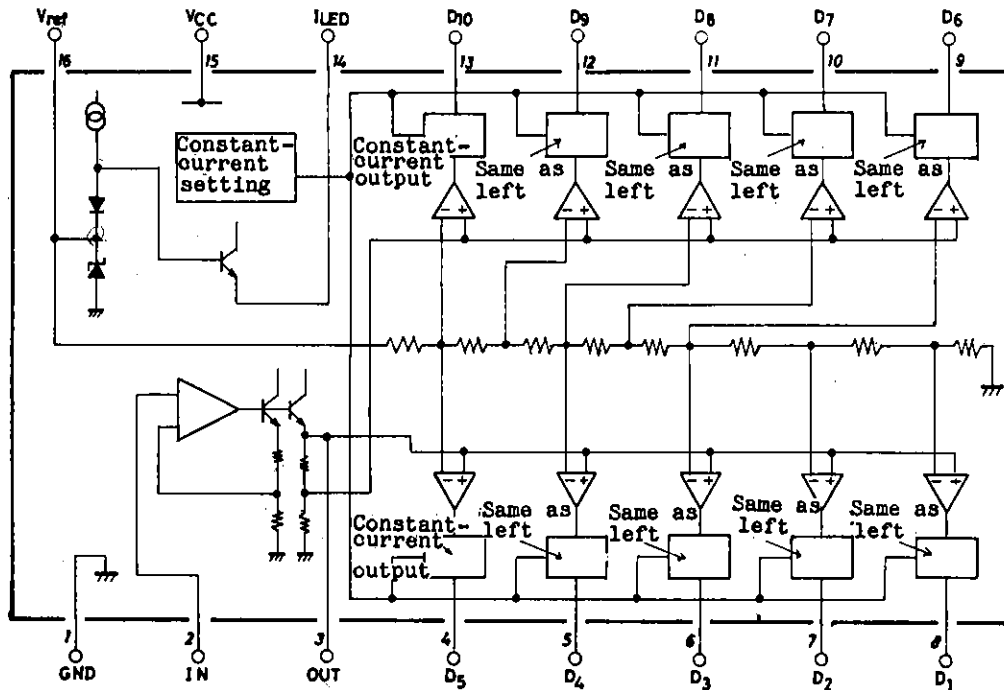 Vref VCC ILED D10 D9 D8 D7 D6
16 15 14 13 12 11 10 9
Constant-
current
setting
Constant-
current
output
Same as
left
Same as
left
Same as
left
Same as
left
- + - + - + - + - +
- + - + - + - + - +
Constant-
current
output
Same as
left
Same as
left
Same as
left
Same as
left
1 2 3 4 5 6 7 8
GND IN OUT D5 D4 D3 D2 D1